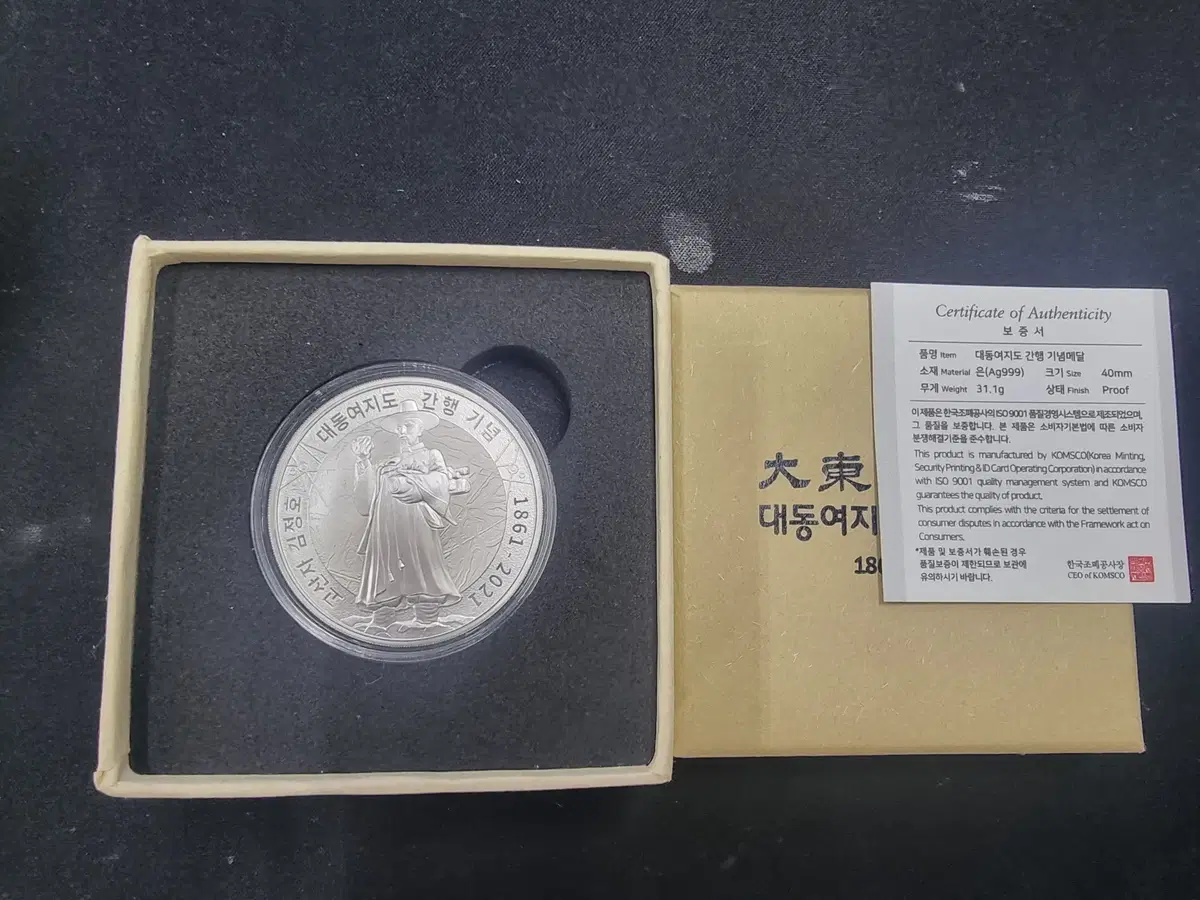 대동여지도 간행 기념
고산자 김정호
1861-2021
大東
대동여지
186
Certificate of Authenticity
보증서
품명 Item 대동여지도 간행 기념메달
소재 Material 은(Ag999) 크기 Size 40mm
무게 Weight 31.1g 상태 Finish Proof
이 제품은 한국조폐공사의 ISO 9001 품질경영시스템으로 제조되었으며,
그 품질을 보증합니다. 본 제품은 소비자기본법에 따른 소비자
분쟁해결기준을 준수합니다.
This product is manufactured by KOMSCO(Korea Minting,
Security Printing & ID Card Operating Corporation) in accordance
with ISO 9001 quality management system and KOMSCO
guarantees the quality of product.
This product complies with the criteria for the settlement of
consumer disputes in accordance with the Framework act on
Consumers.
*제품 및 보증서가 훼손된 경우
품질보증이 제한되므로 보관에
유의하시기 바랍니다.
한국조폐공사장
CEO of KOMSCO